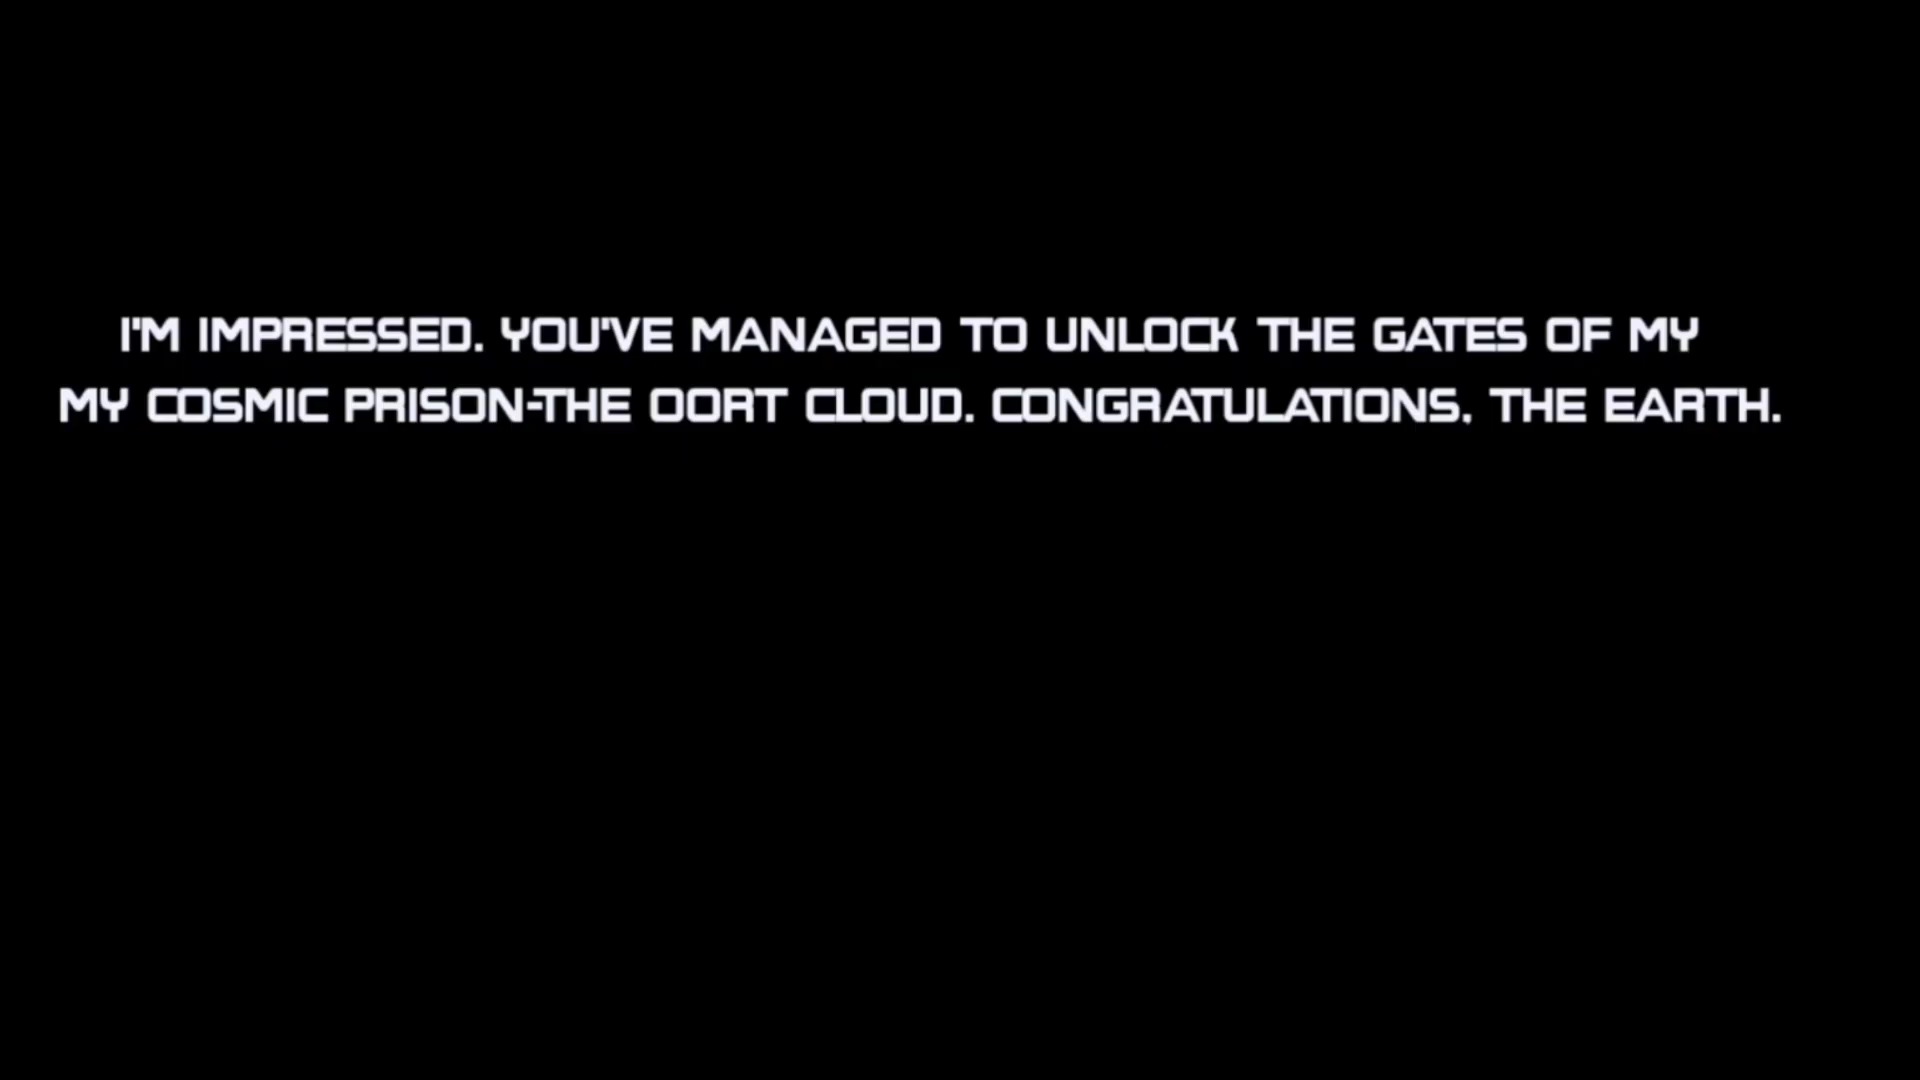 I'M IMPRESSED. YOU'VE MANAGED TO UNLOCK THE GATES OF MY
MY COSMIC PRISON-THE OORT CLOUD. CONGRATULATIONS, THE EARTH.